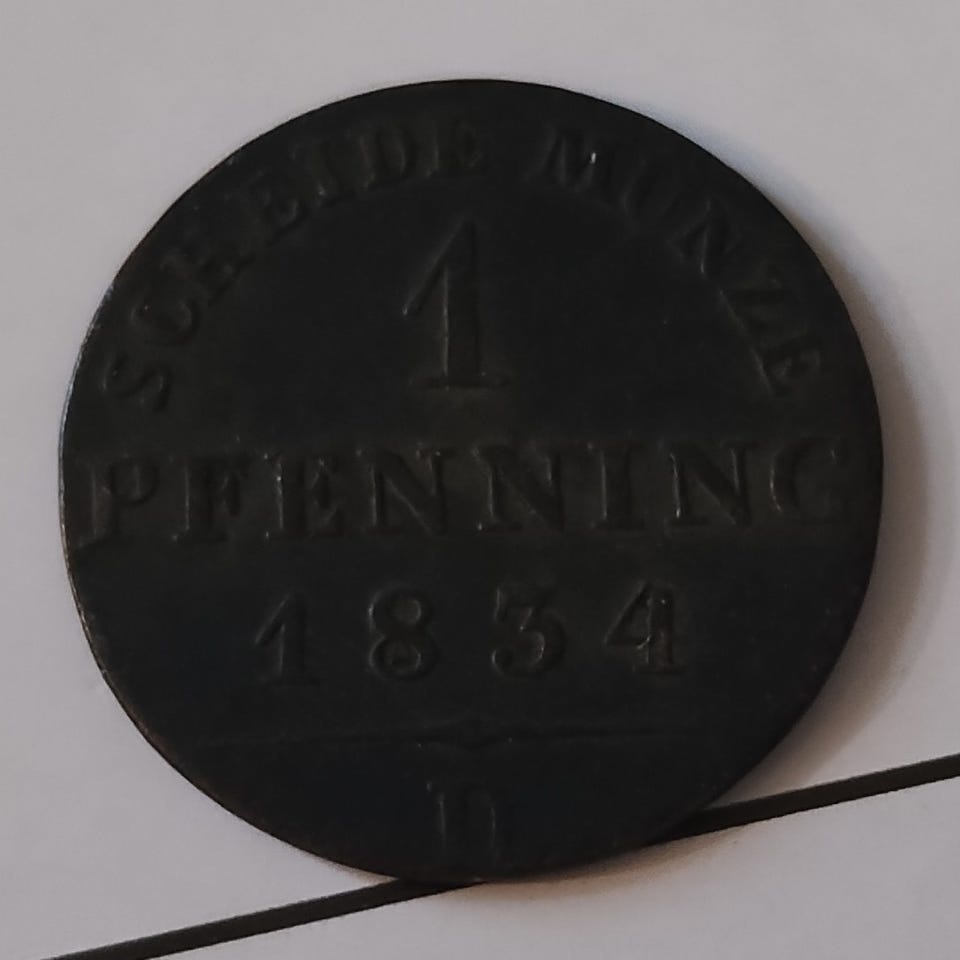 SCHEIDE MUNZE
1
PFENNING
1834
D